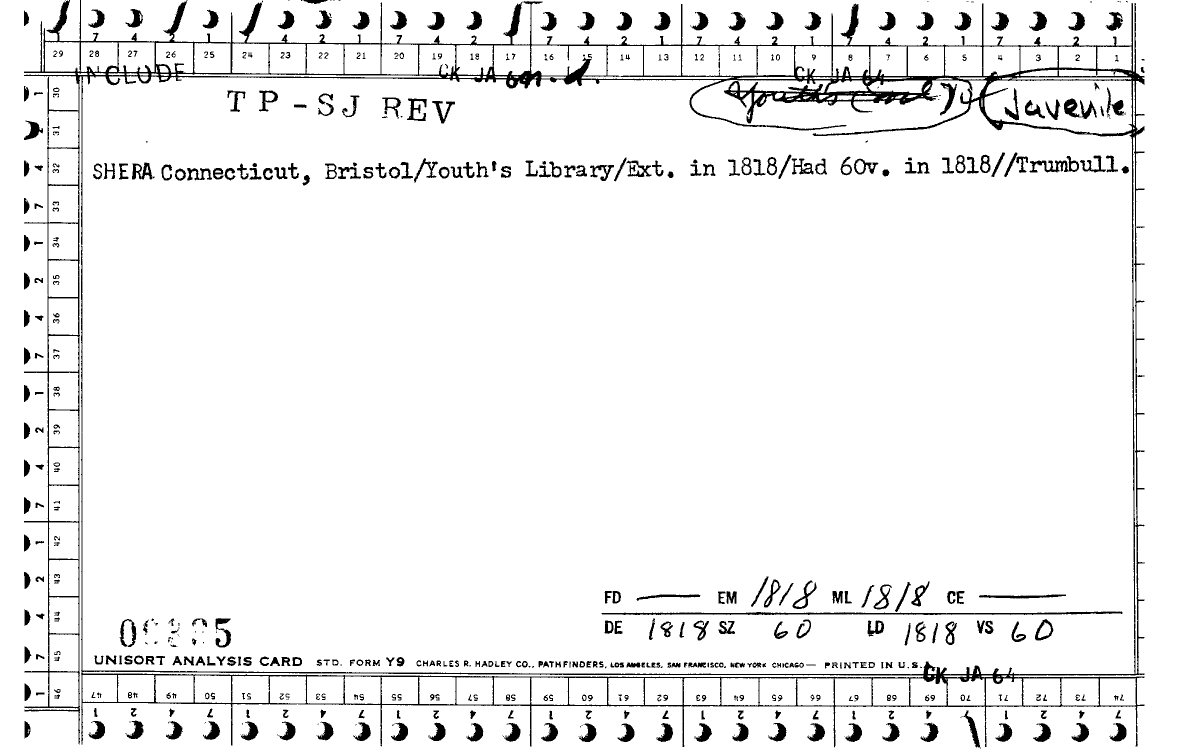 1 7 4 2 1 7 4 2 1 7 4 2 1 7 4 2 1 7 4 2 1 7 4 2 1
29 28 27 26 25 24 23 22 21 20 19 18 17 16 15 14 13 12 11 10 9 8 7 6 5 4 3 2 1
INCLUDE CK JA CK JA 64
TP-SJ REV Juvenile
SHERA Connecticut, Bristol/Youth's Library/Ext. in 1818/Had 60v. in 1818//Trumbull.
1 30
2 31
4 32
7 33
1 34
2 35
4 36
7 37
1 38
2 39
4 40
7 41
1 42
2 43
4 44
7 45
1 46
FD — EM 1818 ML 1818 CE —
DE 1818 SZ 60 LD 1818 VS 60
UNISORT ANALYSIS CARD STD. FORM Y9 CHARLES R. HADLEY CO., PATHFINDERS, LOS ANGELES, SAN FRANCISCO, NEW YORK CHICAGO — PRINTED IN U.S.
CK JA 64
47 48 49 50 51 52 53 54 55 56 57 58 59 60 61 62 63 64 65 66 67 68 69 70 71 72 73 74
1 2 4 7 1 2 4 7 1 2 4 7 1 2 4 7 1 2 4 7 1 2 4 7 1 2 4 7